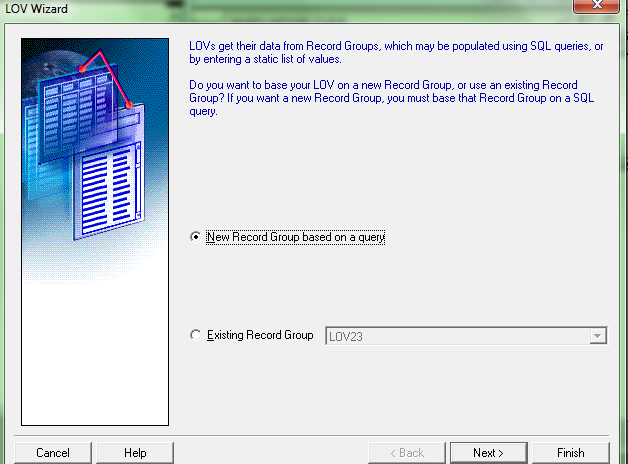 LOV Wizard
LOVs get their data from Record Groups, which may be populated using SQL queries, or
by entering a static list of values.
Do you want to base your LOV on a new Record Group, or use an existing Record
Group? If you want a new Record Group, you must base that Record Group on a SQL
query.
New Record Group based on a query
Existing Record Group LOV23
Cancel Help < Back Next > Finish